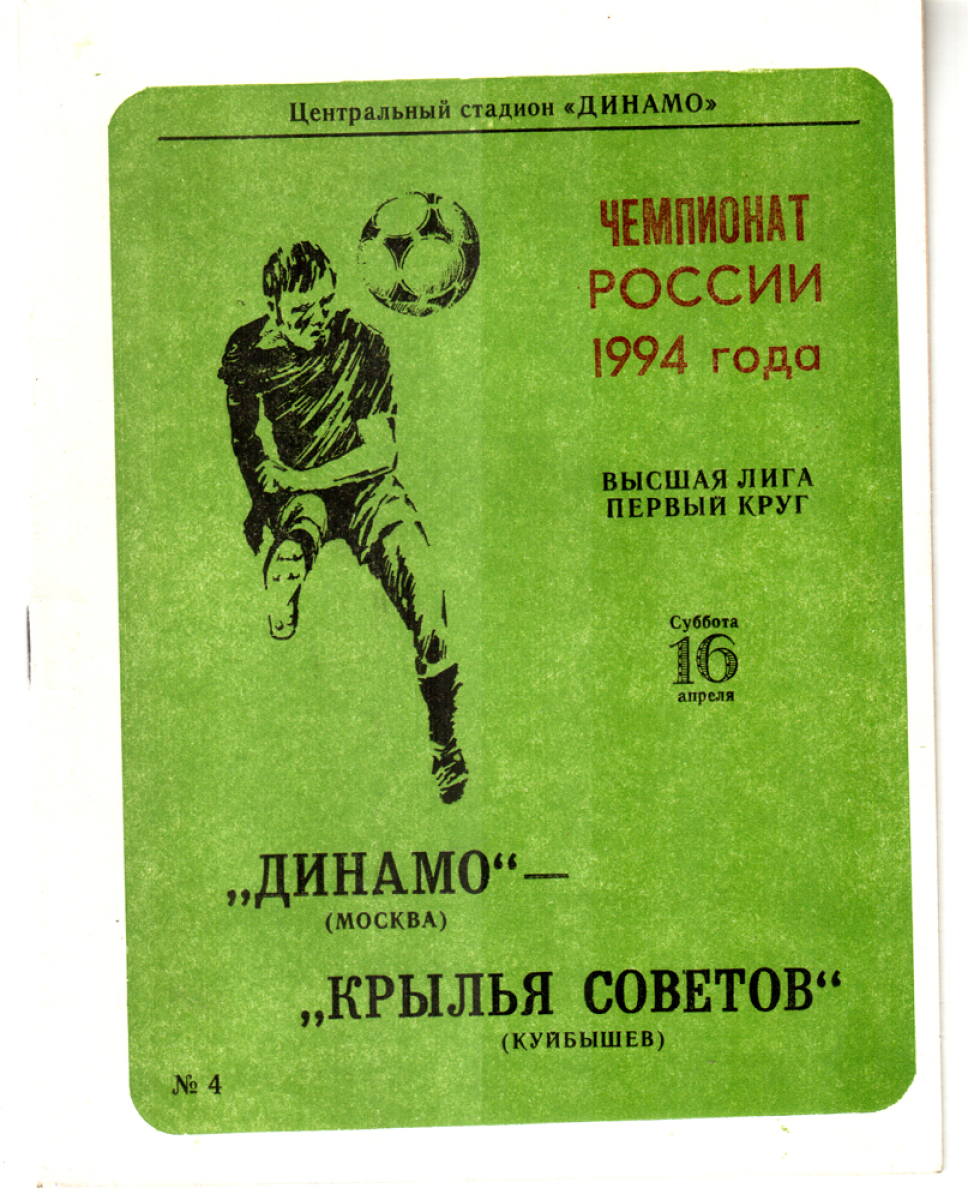 Центральный стадион «ДИНАМО»
ЧЕМПИОНАТ
РОССИИ
1994 года
ВЫСШАЯ ЛИГА
ПЕРВЫЙ КРУГ
Суббота
16
апреля
„ДИНАМО“—
(МОСКВА)
„КРЫЛЬЯ СОВЕТОВ“
(КУЙБЫШЕВ)
№ 4